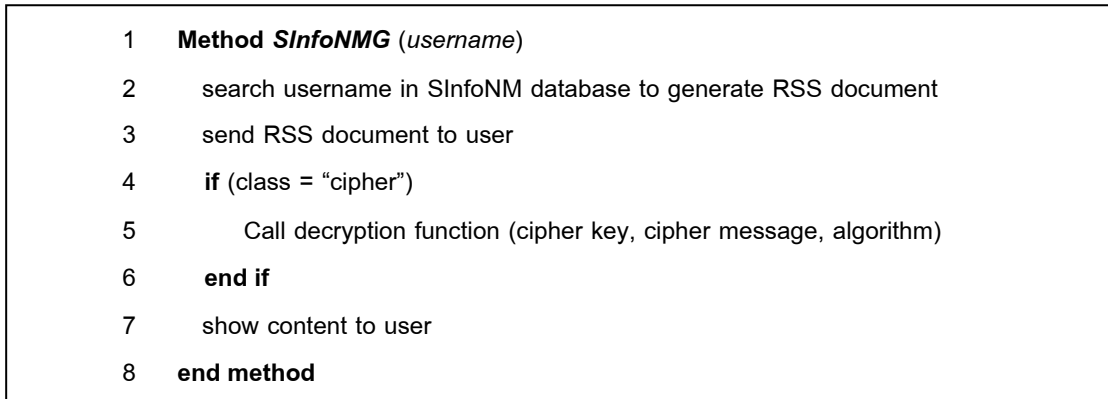 1 Method SInfoNMG (username)
2 search username in SInfoNM database to generate RSS document
3 send RSS document to user
4 if (class = “cipher”)
5 Call decryption function (cipher key, cipher message, algorithm)
6 end if
7 show content to user
8 end method